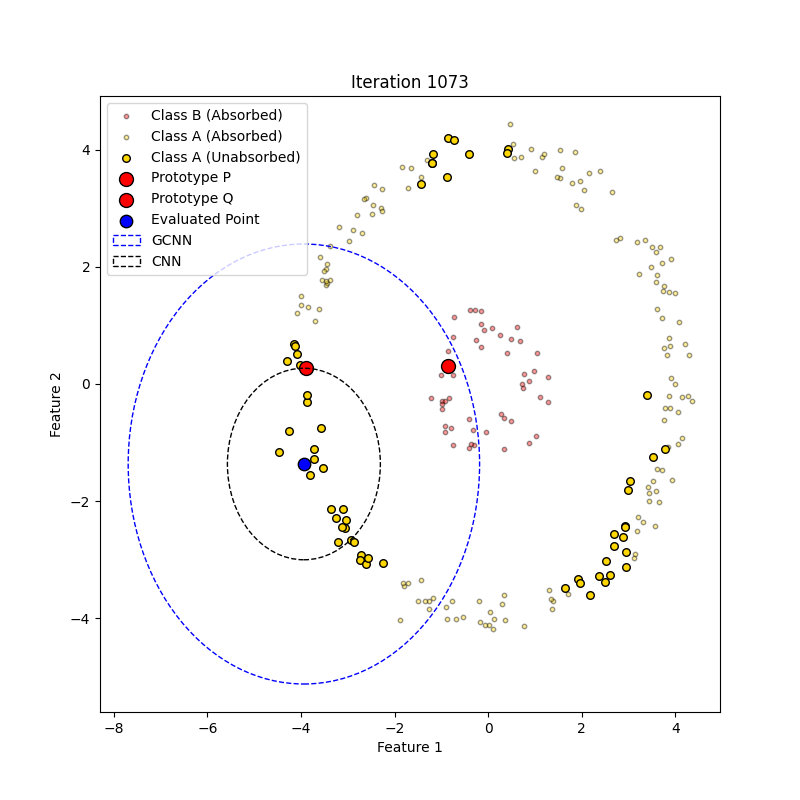 Iteration 1073
Class B (Absorbed)
Class A (Absorbed)
Class A (Unabsorbed)
Prototype P
Prototype Q
Evaluated Point
GCNN
CNN
4
2
0
−2
−4
Feature 2
−8
−6
−4
−2
0
2
4
Feature 1